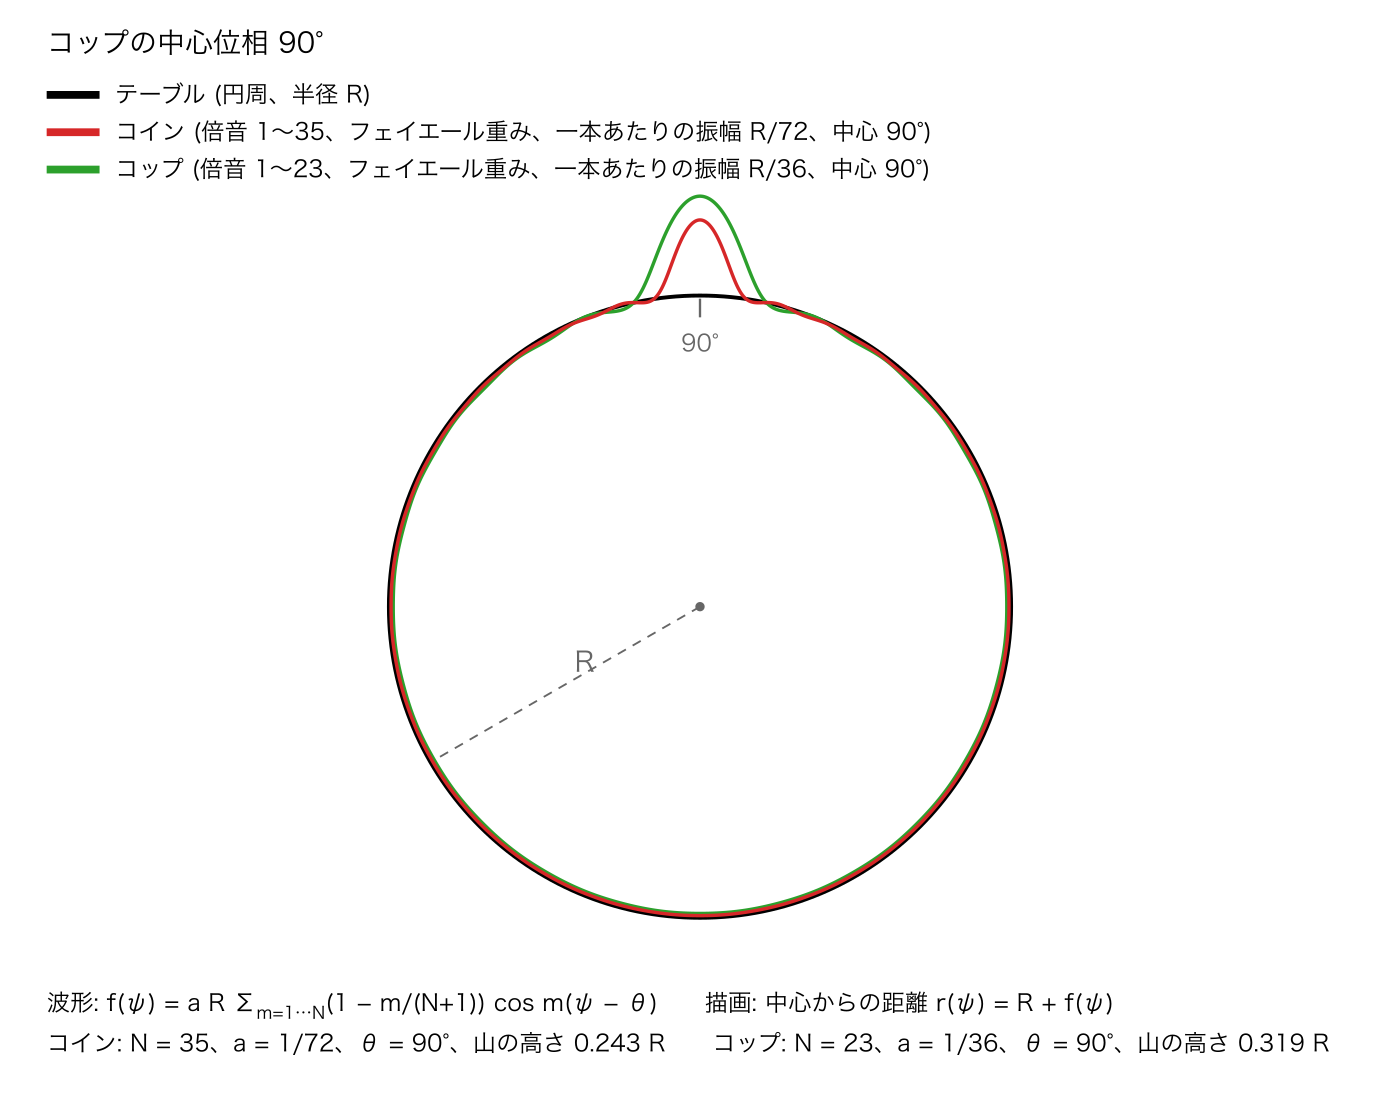 コップの中心位相 90°
テーブル (円周、半径 R)
コイン (倍音 1〜35、フェイエール重み、一本あたりの振幅 R/72、中心 90°)
コップ (倍音 1〜23、フェイエール重み、一本あたりの振幅 R/36、中心 90°)
90°
R
波形: f(ψ) = a R Σm=1…N(1 − m/(N+1)) cos m(ψ − θ)
描画: 中心からの距離 r(ψ) = R + f(ψ)
コイン: N = 35、a = 1/72、θ = 90°、山の高さ 0.243 R
コップ: N = 23、a = 1/36、θ = 90°、山の高さ 0.319 R